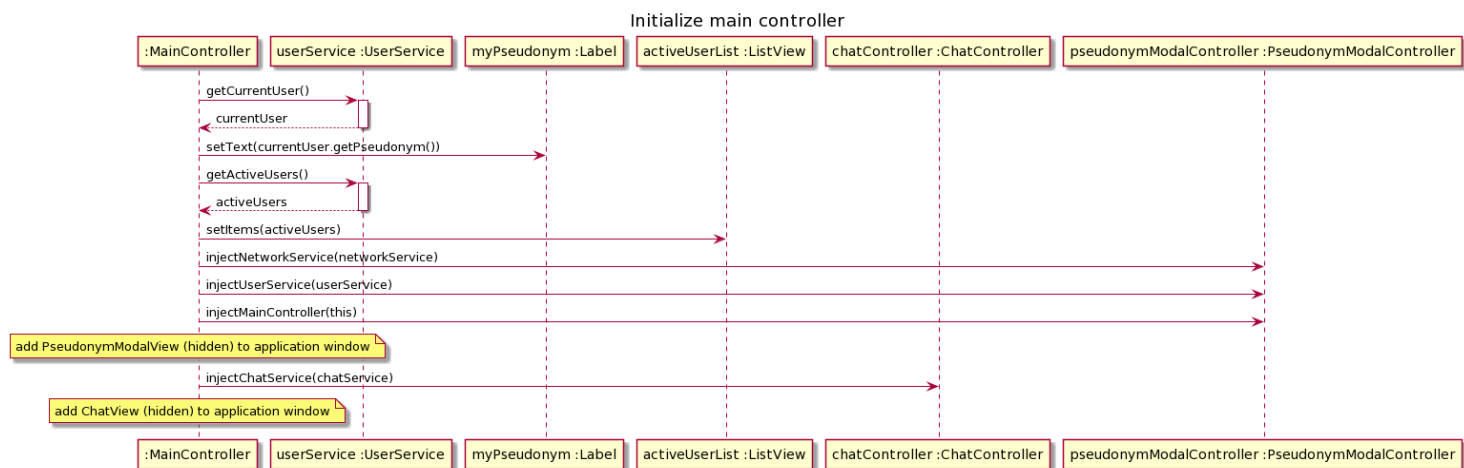 Initialize main controller
:MainController
userService :UserService
myPseudonym :Label
activeUserList :ListView
chatController :ChatController
pseudonymModalController :PseudonymModalController
getCurrentUser()
currentUser
setText(currentUser.getPseudonym())
getActiveUsers()
activeUsers
setItems(activeUsers)
injectNetworkService(networkService)
injectUserService(userService)
injectMainController(this)
add PseudonymModalView (hidden) to application window
injectChatService(chatService)
add ChatView (hidden) to application window
:MainController
userService :UserService
myPseudonym :Label
activeUserList :ListView
chatController :ChatController
pseudonymModalController :PseudonymModalController